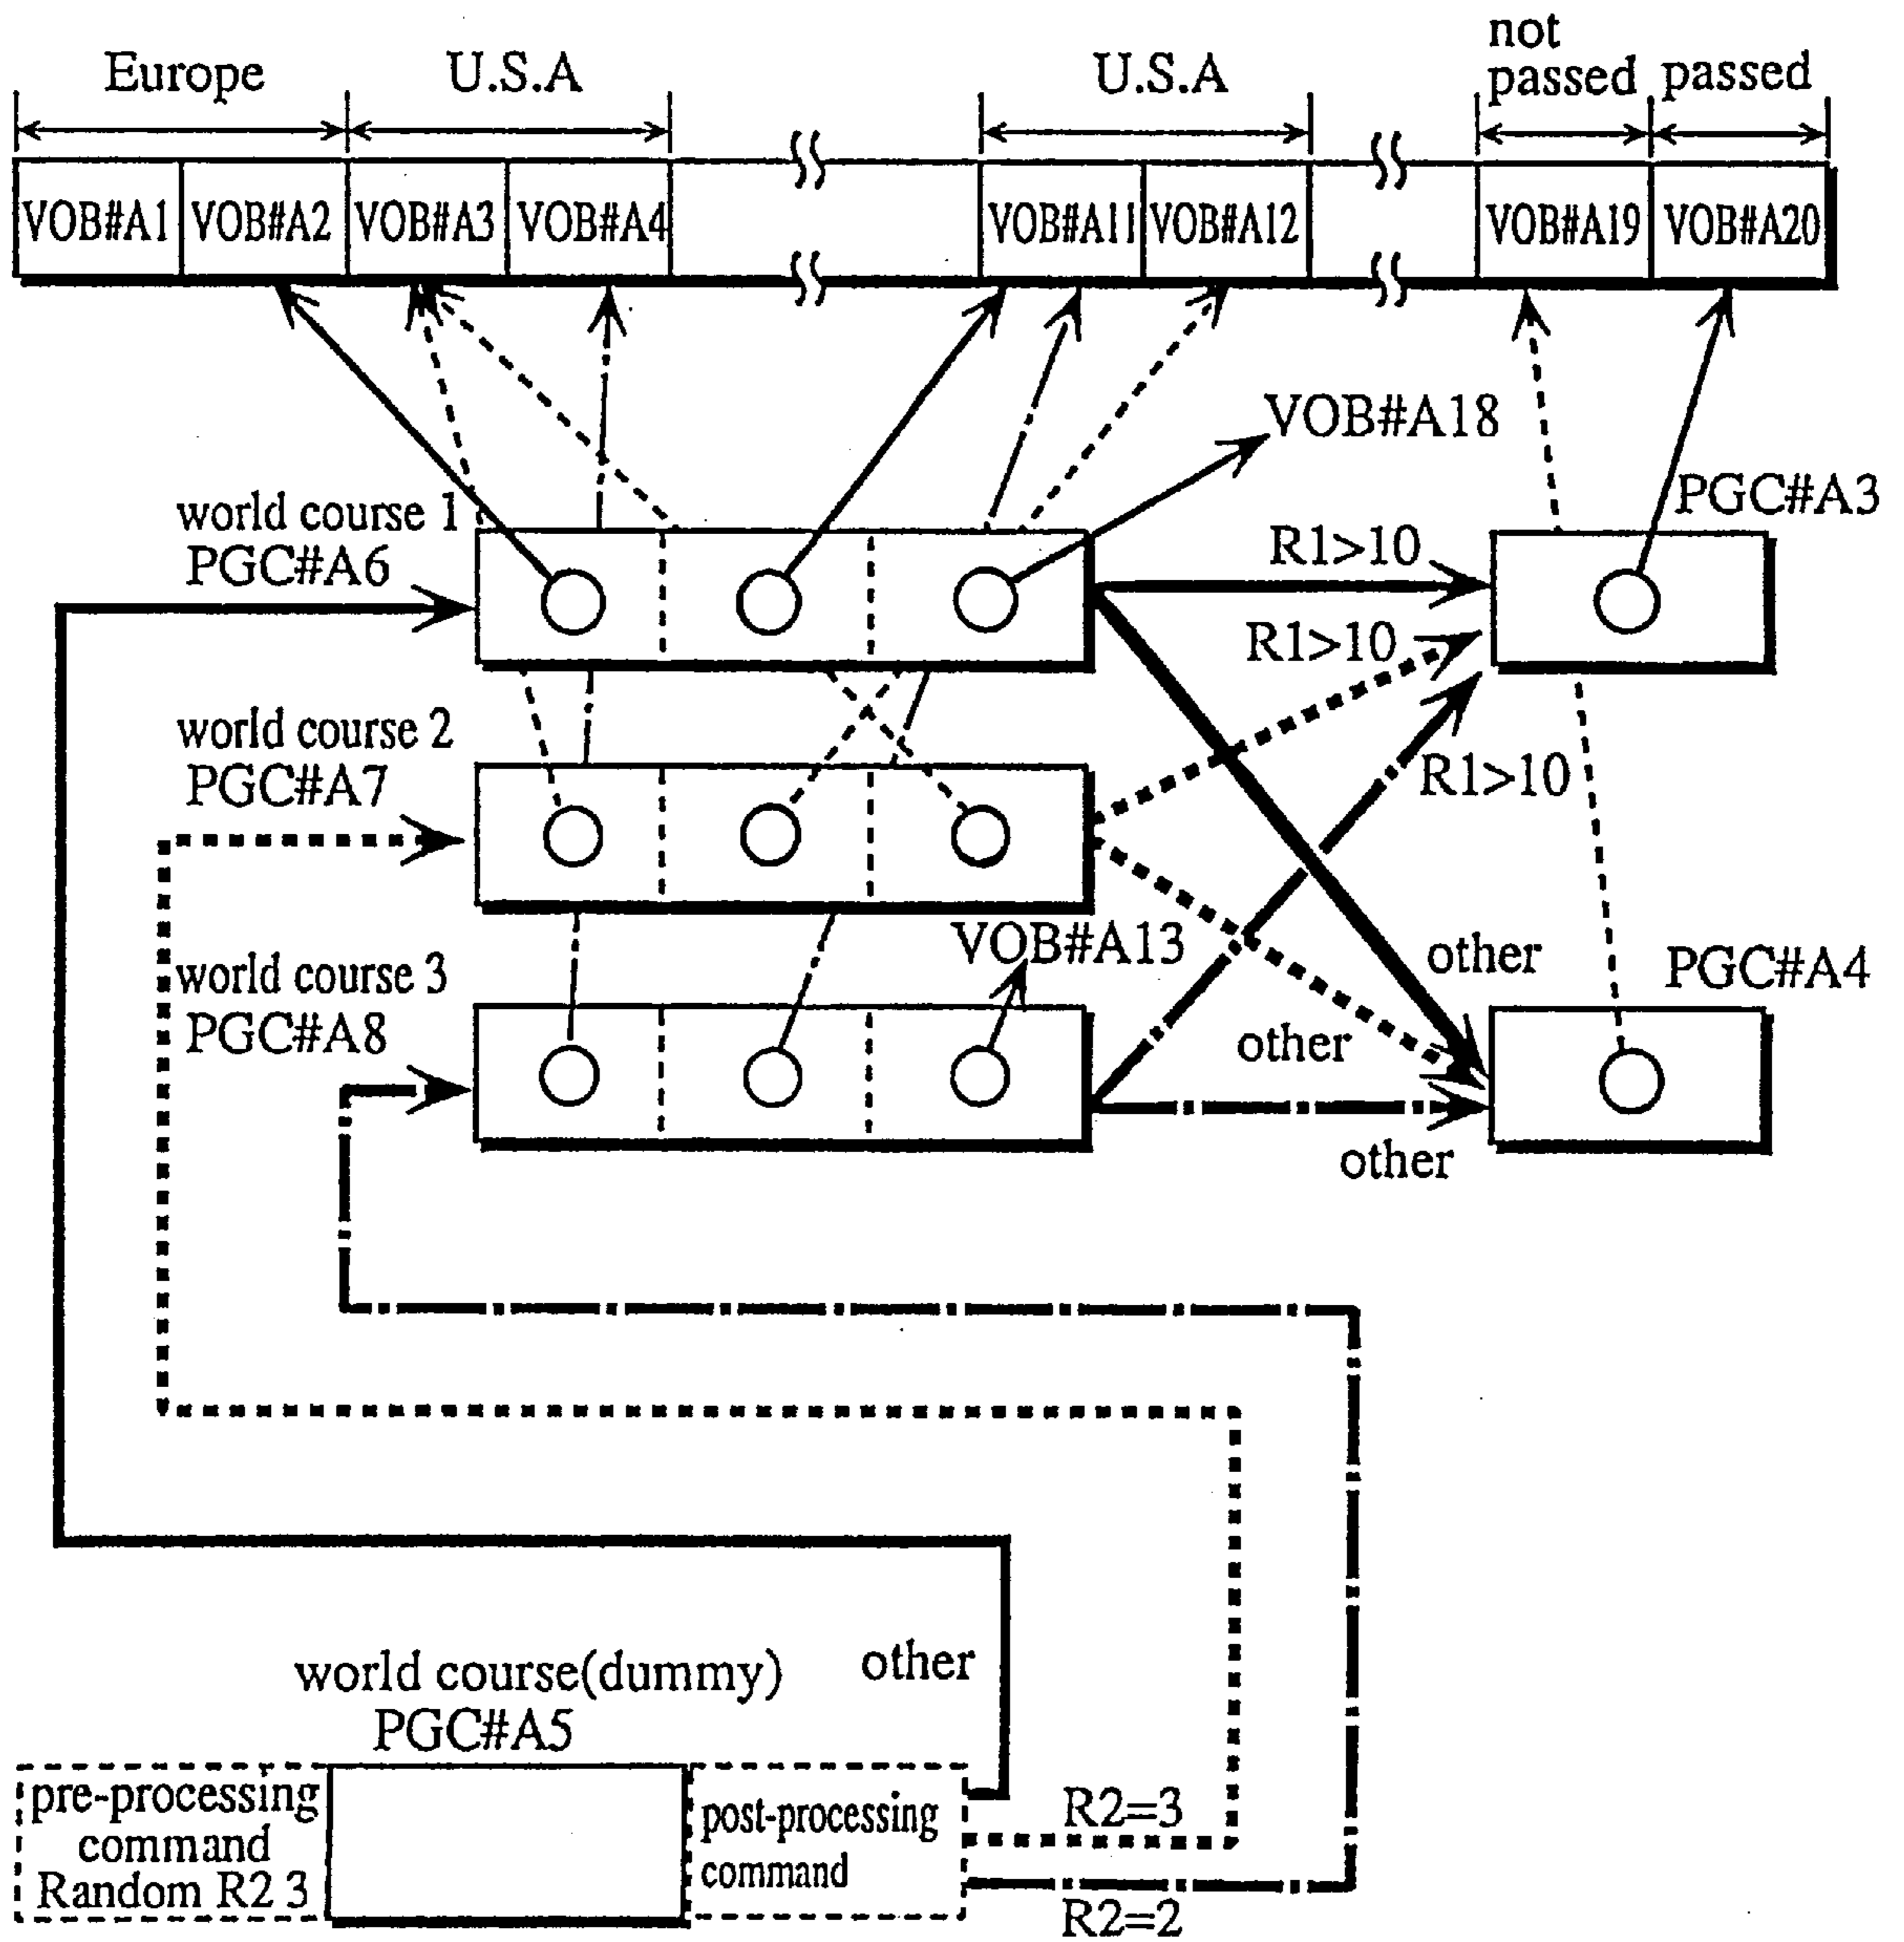 Europe
U.S.A
U.S.A
not
passed
passed
VOB#A1
VOB#A2
VOB#A3
VOB#A4
VOB#A11
VOB#A12
VOB#A19
VOB#A20
VOB#A18
world course 1
PGC#A6
PGC#A3
R1>10
R1>10
world course 2
PGC#A7
R1>10
VOB#A13
other
world course 3
PGC#A8
PGC#A4
other
other
world course(dummy)
other
PGC#A5
pre-processing
command
Random R2 3
post-processing
command
R2=3
R2=2